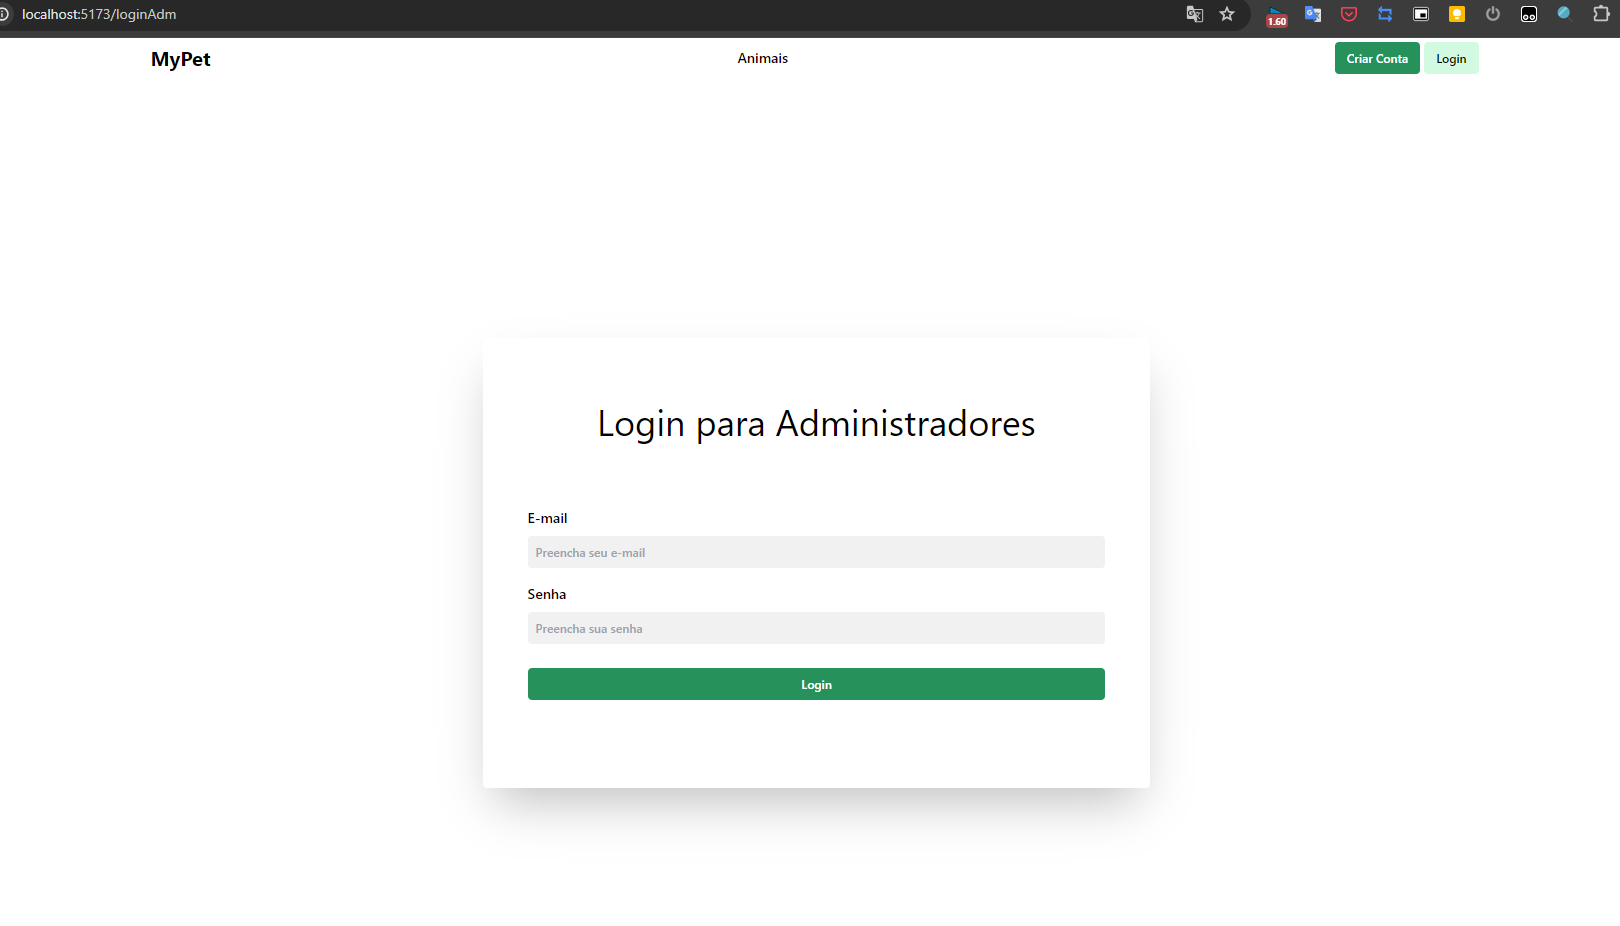 localhost:5173/loginAdm
1.60
MyPet
Animais
Criar Conta
Login
Login para Administradores
E-mail
Preencha seu e-mail
Senha
Preencha sua senha
Login